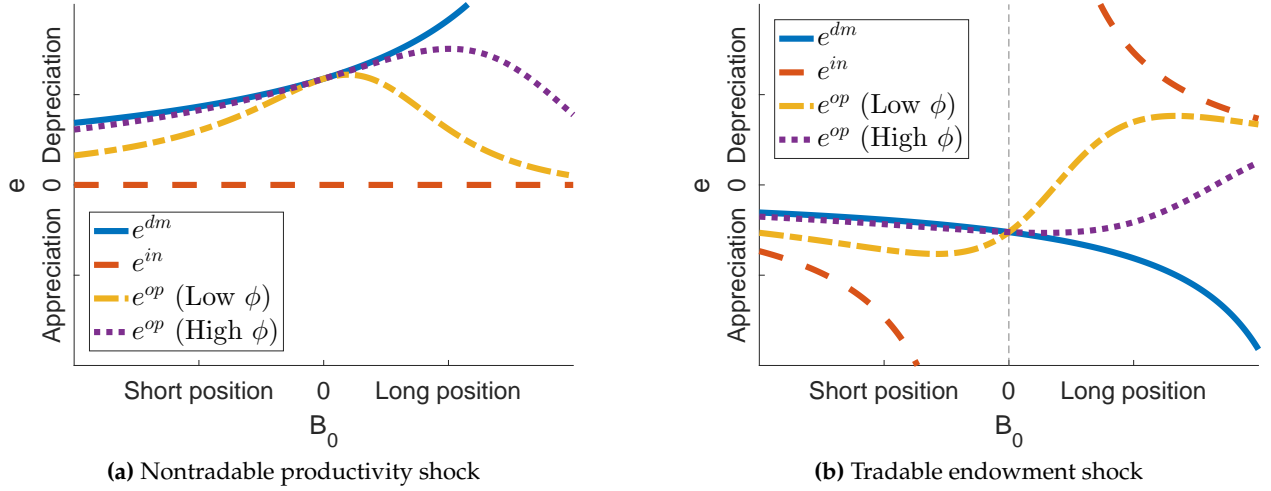 Depreciation
0
Appreciation
e
e^{dm}
e^{in}
e^{op} (Low ϕ)
e^{op} (High ϕ)
Short position
0
Long position
B_0
(a) Nontradable productivity shock
Depreciation
0
Appreciation
e
e^{dm}
e^{in}
e^{op} (Low ϕ)
e^{op} (High ϕ)
Short position
0
Long position
B_0
(b) Tradable endowment shock